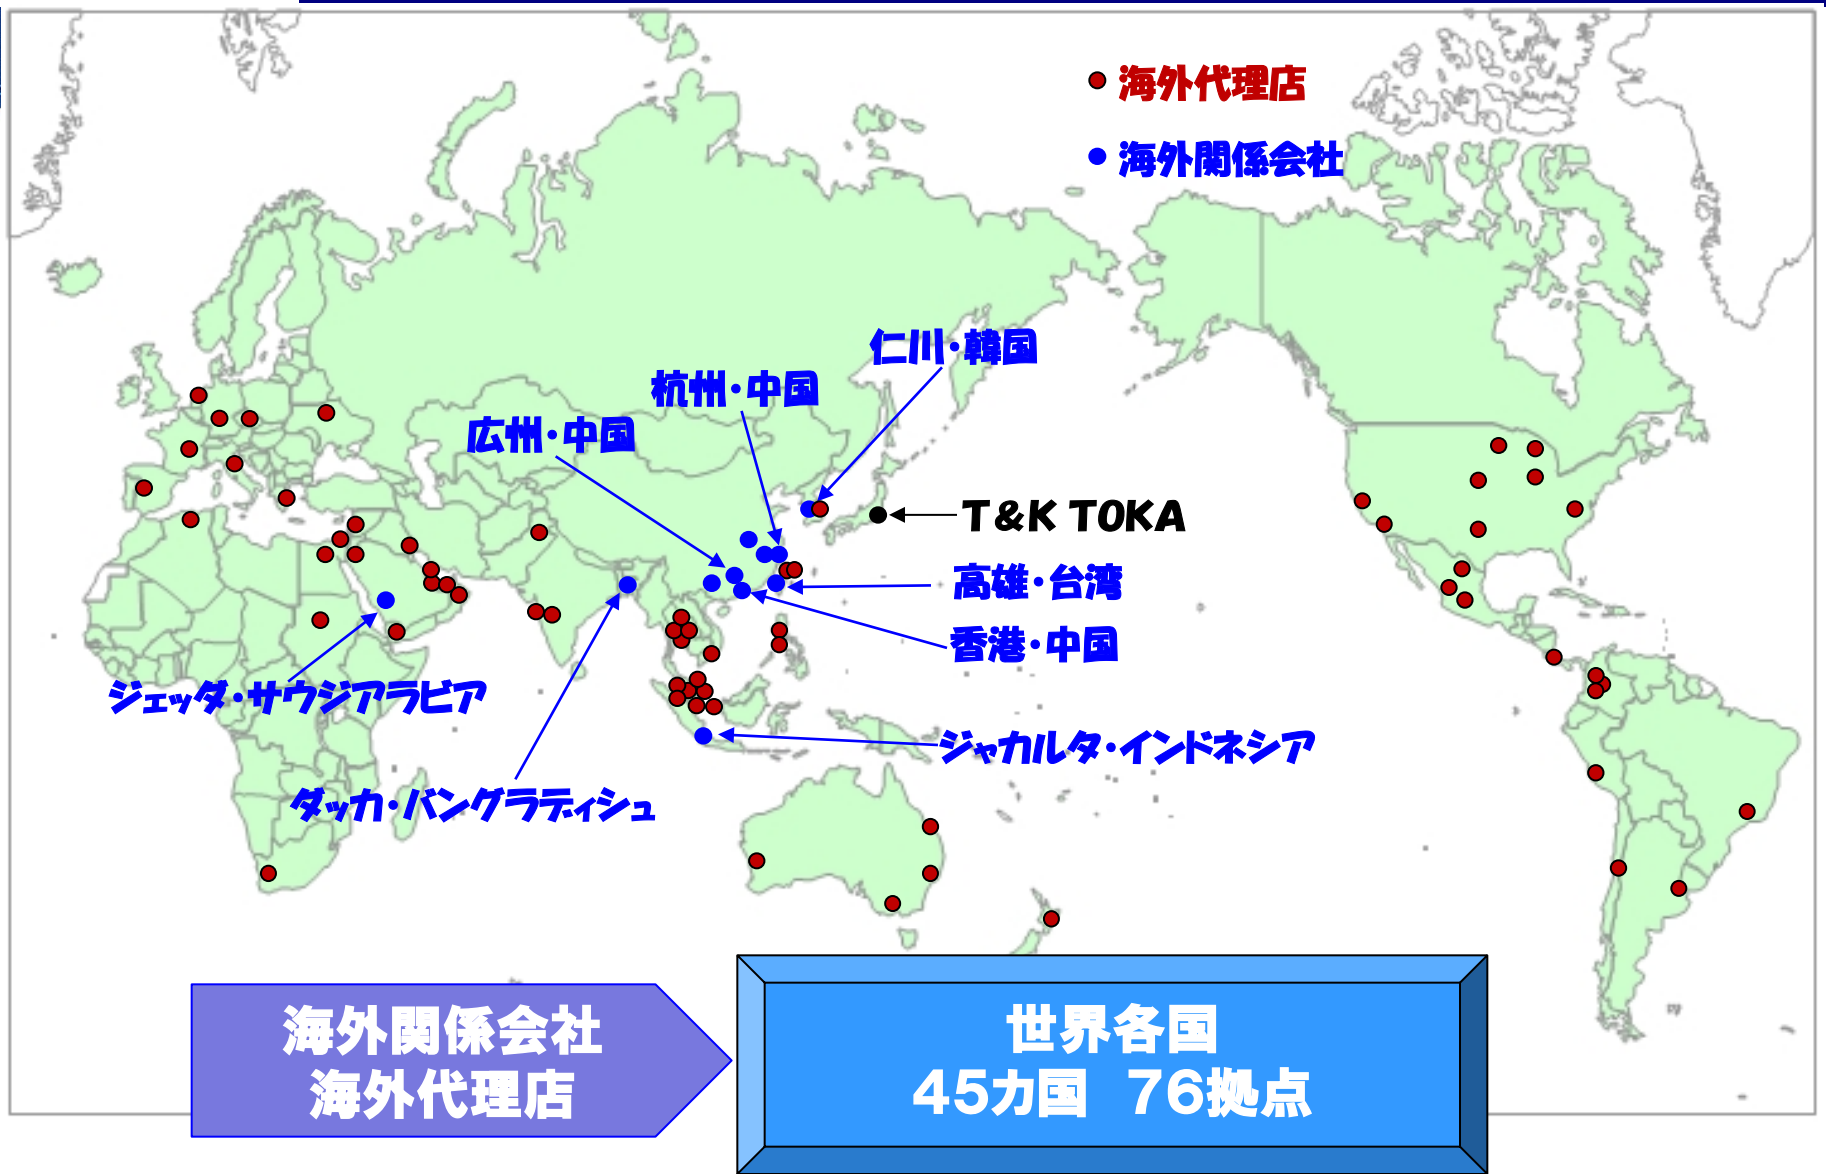 海外代理店
海外関係会社
仁川・韓国
杭州・中国
広州・中国
T&K TOKA
高雄・台湾
香港・中国
ジェッダ・サウジアラビア
ジャカルタ・インドネシア
ダッカ・バングラディシュ
海外関係会社
海外代理店
世界各国
45カ国 76拠点